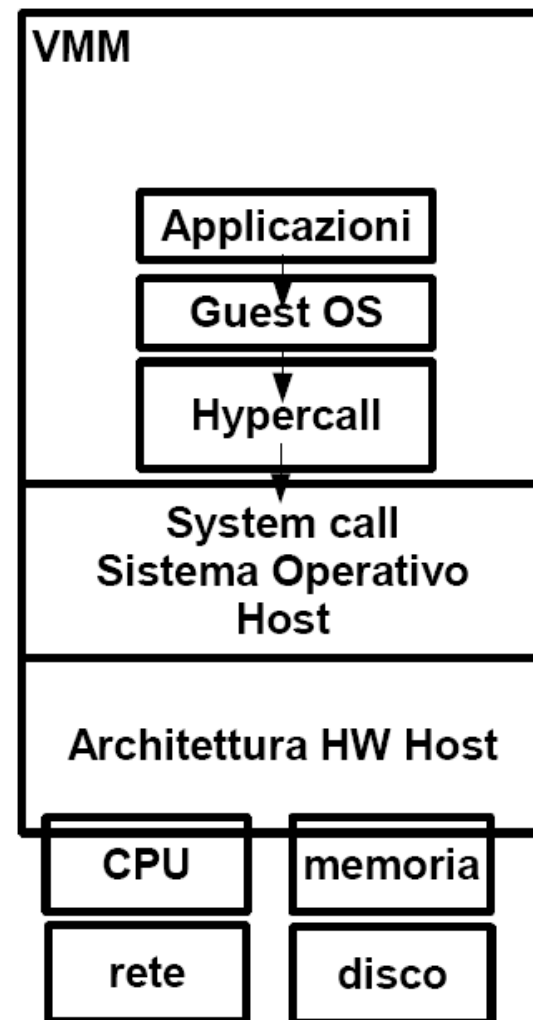 VMM
Applicazioni
Guest OS
Hypercall
System call
Sistema Operativo
Host
Architettura HW Host
CPU
memoria
rete
disco